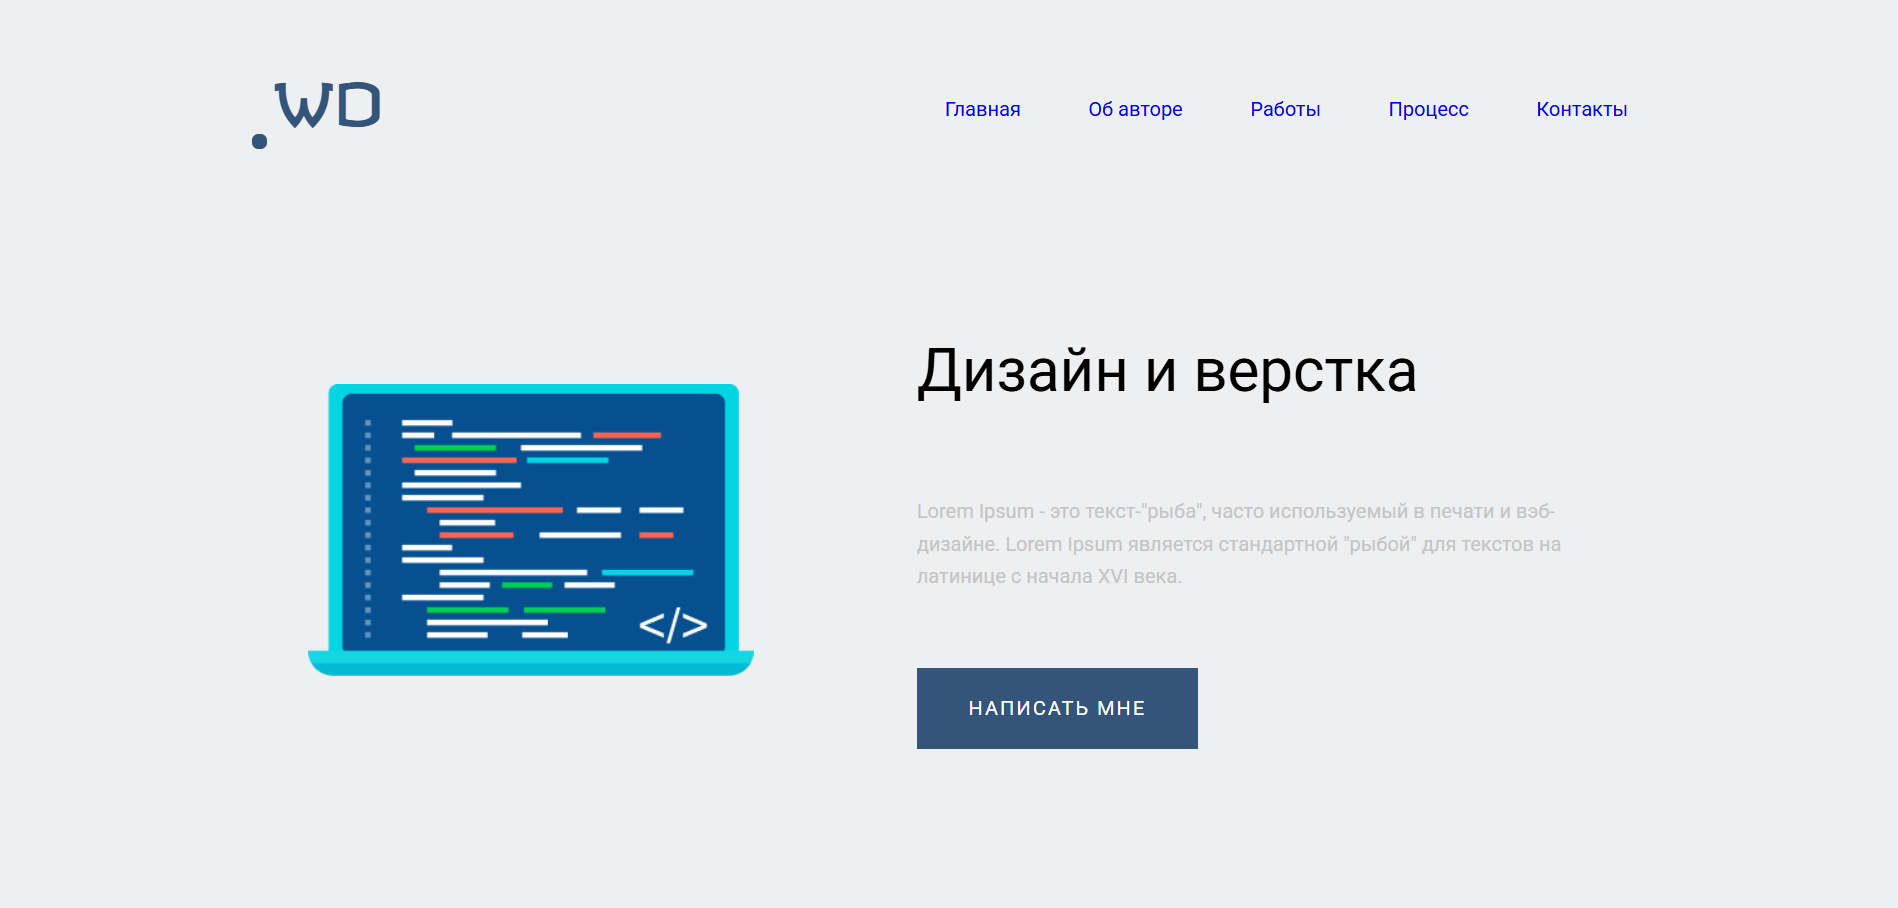 .WD
Главная Об авторе Работы Процесс Контакты
Дизайн и верстка
Lorem Ipsum - это текст-"рыба", часто используемый в печати и вэб-
дизайне. Lorem Ipsum является стандартной "рыбой" для текстов на
латинице с начала XVI века.
</>
НАПИСАТЬ МНЕ